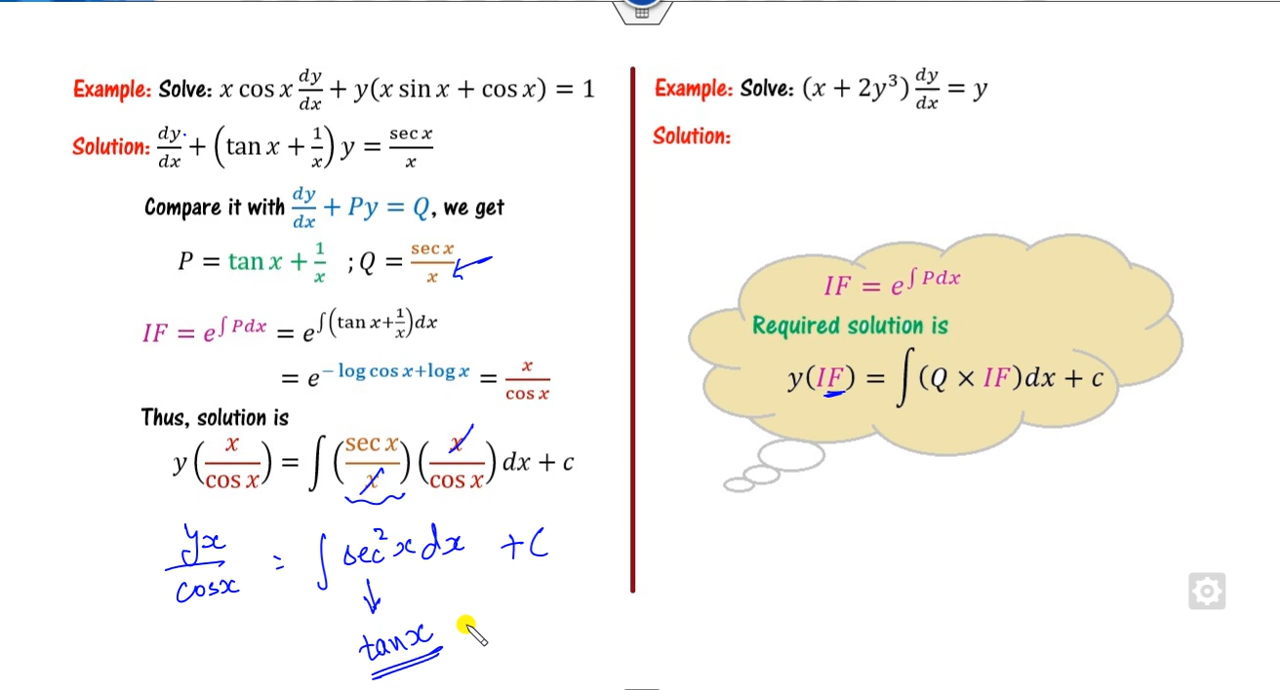 Example: Solve: x cos x dy/dx + y(x sin x + cos x) = 1
Solution: dy/dx + (tan x + 1/x) y = sec x/x
Compare it with dy/dx + Py = Q, we get
P = tan x + 1/x ; Q = sec x/x
IF = e^∫ Pdx = e^∫(tan x+1/x)dx
= e^− log cos x+log x = x/cos x
Thus, solution is
y(x/cos x) = ∫(sec x/x)(x/cos x) dx + c
yx/cosx = ∫ sec²x dx + C
tanx
Example: Solve: (x + 2y³) dy/dx = y
Solution:
IF = e^∫ Pdx
Required solution is
y(IF) = ∫(Q × IF)dx + c